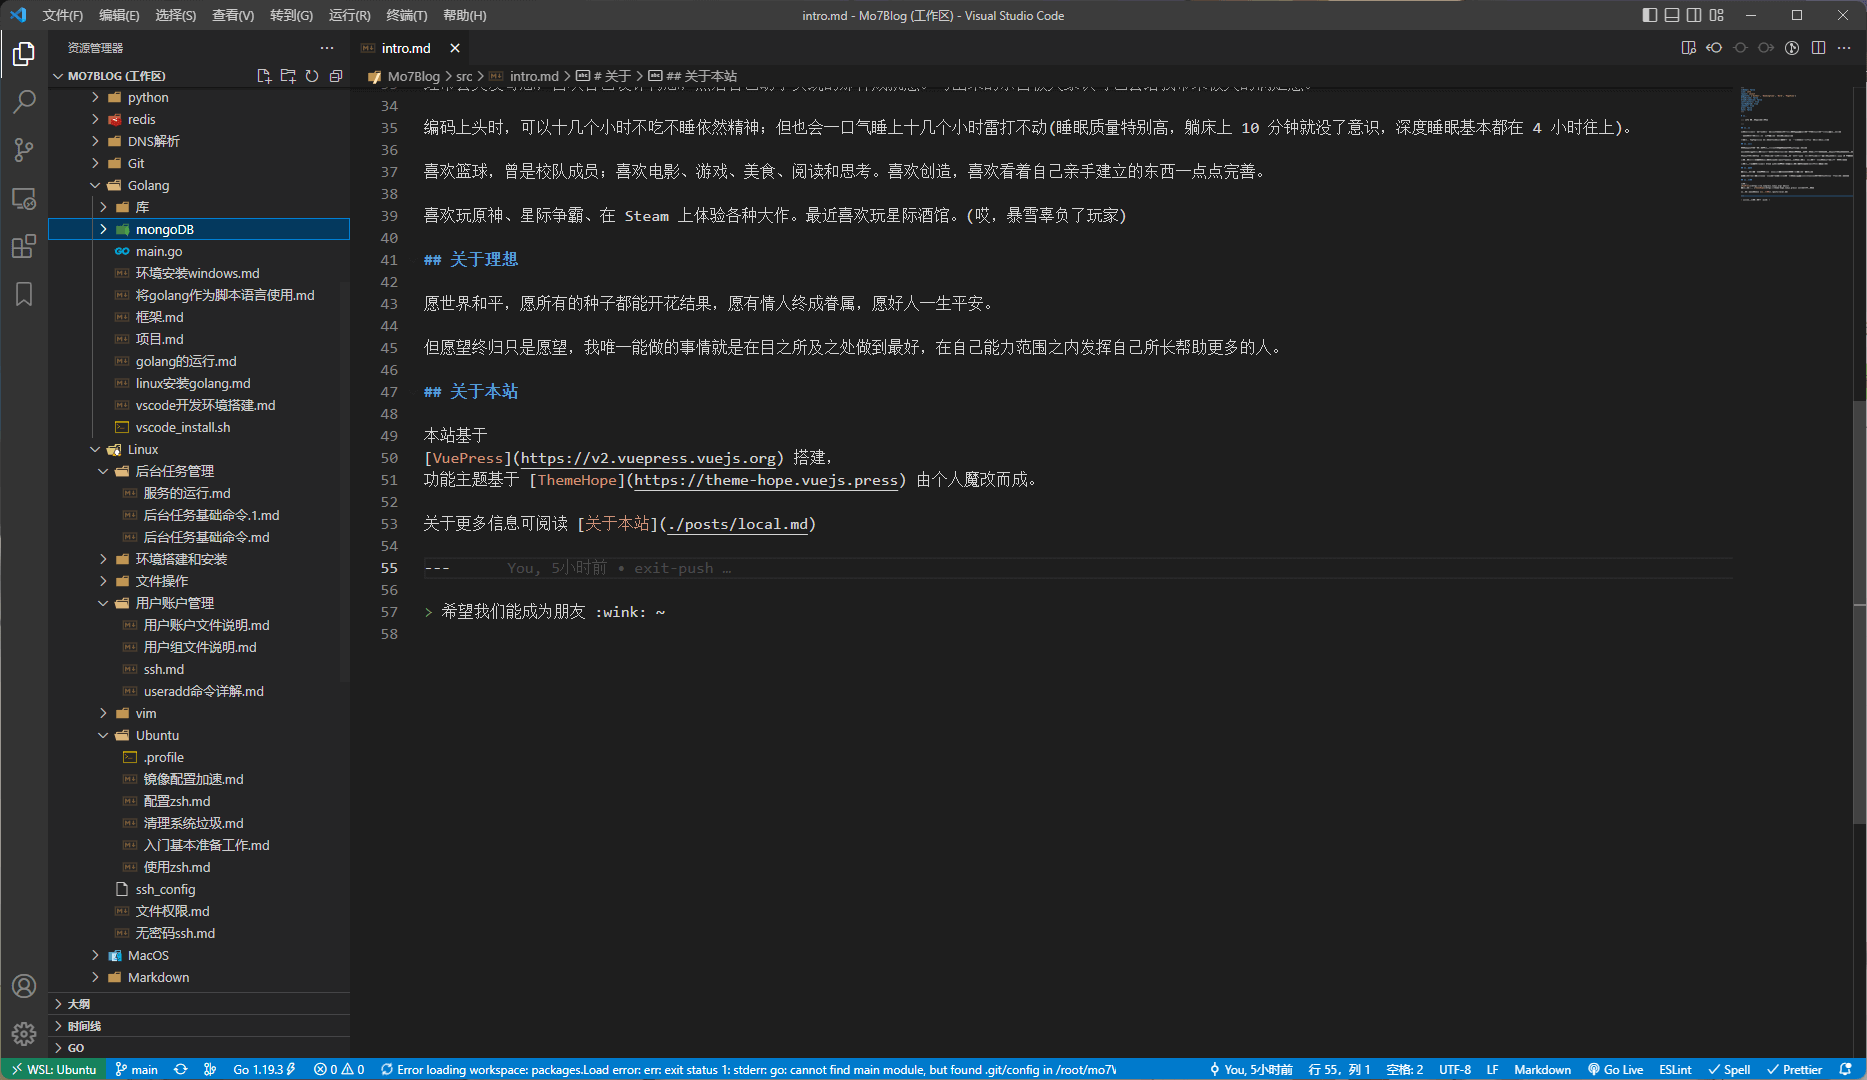 文件(F) 编辑(E) 选择(S) 查看(V) 转到(G) 运行(R) 终端(T) 帮助(H)
intro.md - Mo7Blog (工作区) - Visual Studio Code
资源管理器
MO7BLOG (工作区)
python
redis
DNS解析
Git
Golang
库
mongoDB
main.go
环境安装windows.md
将golang作为脚本语言使用.md
框架.md
项目.md
golang的运行.md
linux安装golang.md
vscode开发环境搭建.md
vscode_install.sh
Linux
后台任务管理
服务的运行.md
后台任务基础命令.1.md
后台任务基础命令.md
环境搭建和安装
文件操作
用户账户管理
用户账户文件说明.md
用户组文件说明.md
ssh.md
useradd命令详解.md
vim
Ubuntu
.profile
镜像配置加速.md
配置zsh.md
清理系统垃圾.md
入门基本准备工作.md
使用zsh.md
ssh_config
文件权限.md
无密码ssh.md
MacOS
Markdown
大纲
时间线
GO
intro.md
Mo7Blog > src > intro.md > # 关于 > ## 关于本站
34
35 编码上头时，可以十几个小时不吃不睡依然精神；但也会一口气睡上十几个小时雷打不动(睡眠质量特别高，躺床上 10 分钟就没了意识，深度睡眠基本都在 4 小时往上)。
36
37 喜欢篮球，曾是校队成员；喜欢电影、游戏、美食、阅读和思考。喜欢创造，喜欢看着自己亲手建立的东西一点点完善。
38
39 喜欢玩原神、星际争霸、在 Steam 上体验各种大作。最近喜欢玩星际酒馆。(哎，暴雪辜负了玩家)
40
41 ## 关于理想
42
43 愿世界和平，愿所有的种子都能开花结果，愿有情人终成眷属，愿好人一生平安。
44
45 但愿望终归只是愿望，我唯一能做的事情就是在目之所及之处做到最好，在自己能力范围之内发挥自己所长帮助更多的人。
46
47 ## 关于本站
48
49 本站基于
50 [VuePress](https://v2.vuepress.vuejs.org) 搭建，
51 功能主题基于 [ThemeHope](https://theme-hope.vuejs.press) 由个人魔改而成。
52
53 关于更多信息可阅读 [关于本站](./posts/local.md)
54
55 --- You, 5小时前 • exit-push …
56
57 > 希望我们能成为朋友 :wink: ~
58
WSL: Ubuntu main Go 1.19.3 0 0 Error loading workspace: packages.Load error: err: exit status 1: stderr: go: cannot find main module, but found .git/config in /root/mo7 You, 5小时前 行 55，列 1 空格: 2 UTF-8 LF Markdown Go Live ESLint Spell Prettier